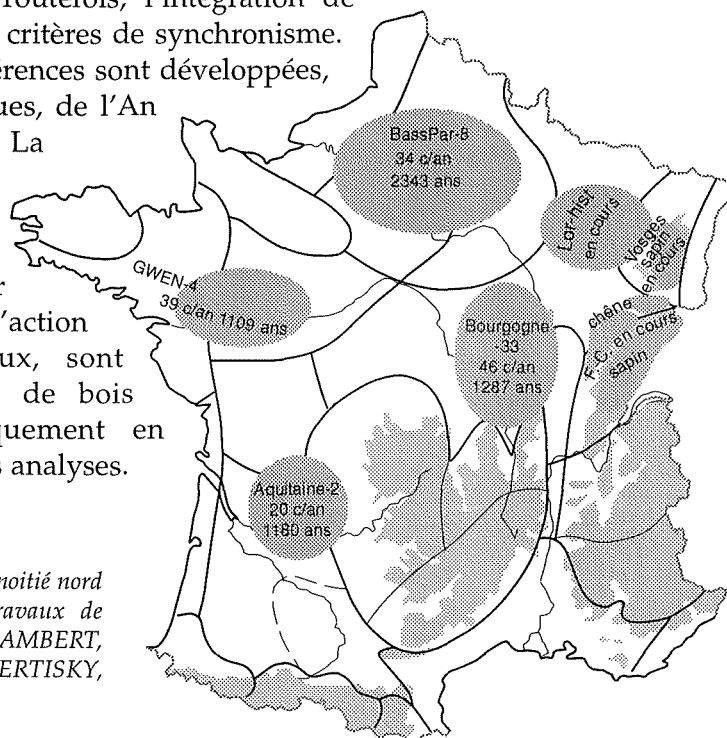 Toutefois, l'intégration de
critères de synchronisme.
érences sont développées,
ues, de l'An
La
r
'action
ux, sont
de bois
quement en
s analyses.
noitié nord
ravaux de
AMBERT,
ERTISKY,
BassPar-8
34 c/an
2343 ans
Lor-hist
en cours
Vosges
sapin
en cours
GWEN-4
39 c/an 1109 ans
Bourgogne
-33
46 c/an
1287 ans
chêne
F.C. en cours
sapin
Aquitaine-2
20 c/an
1180 ans